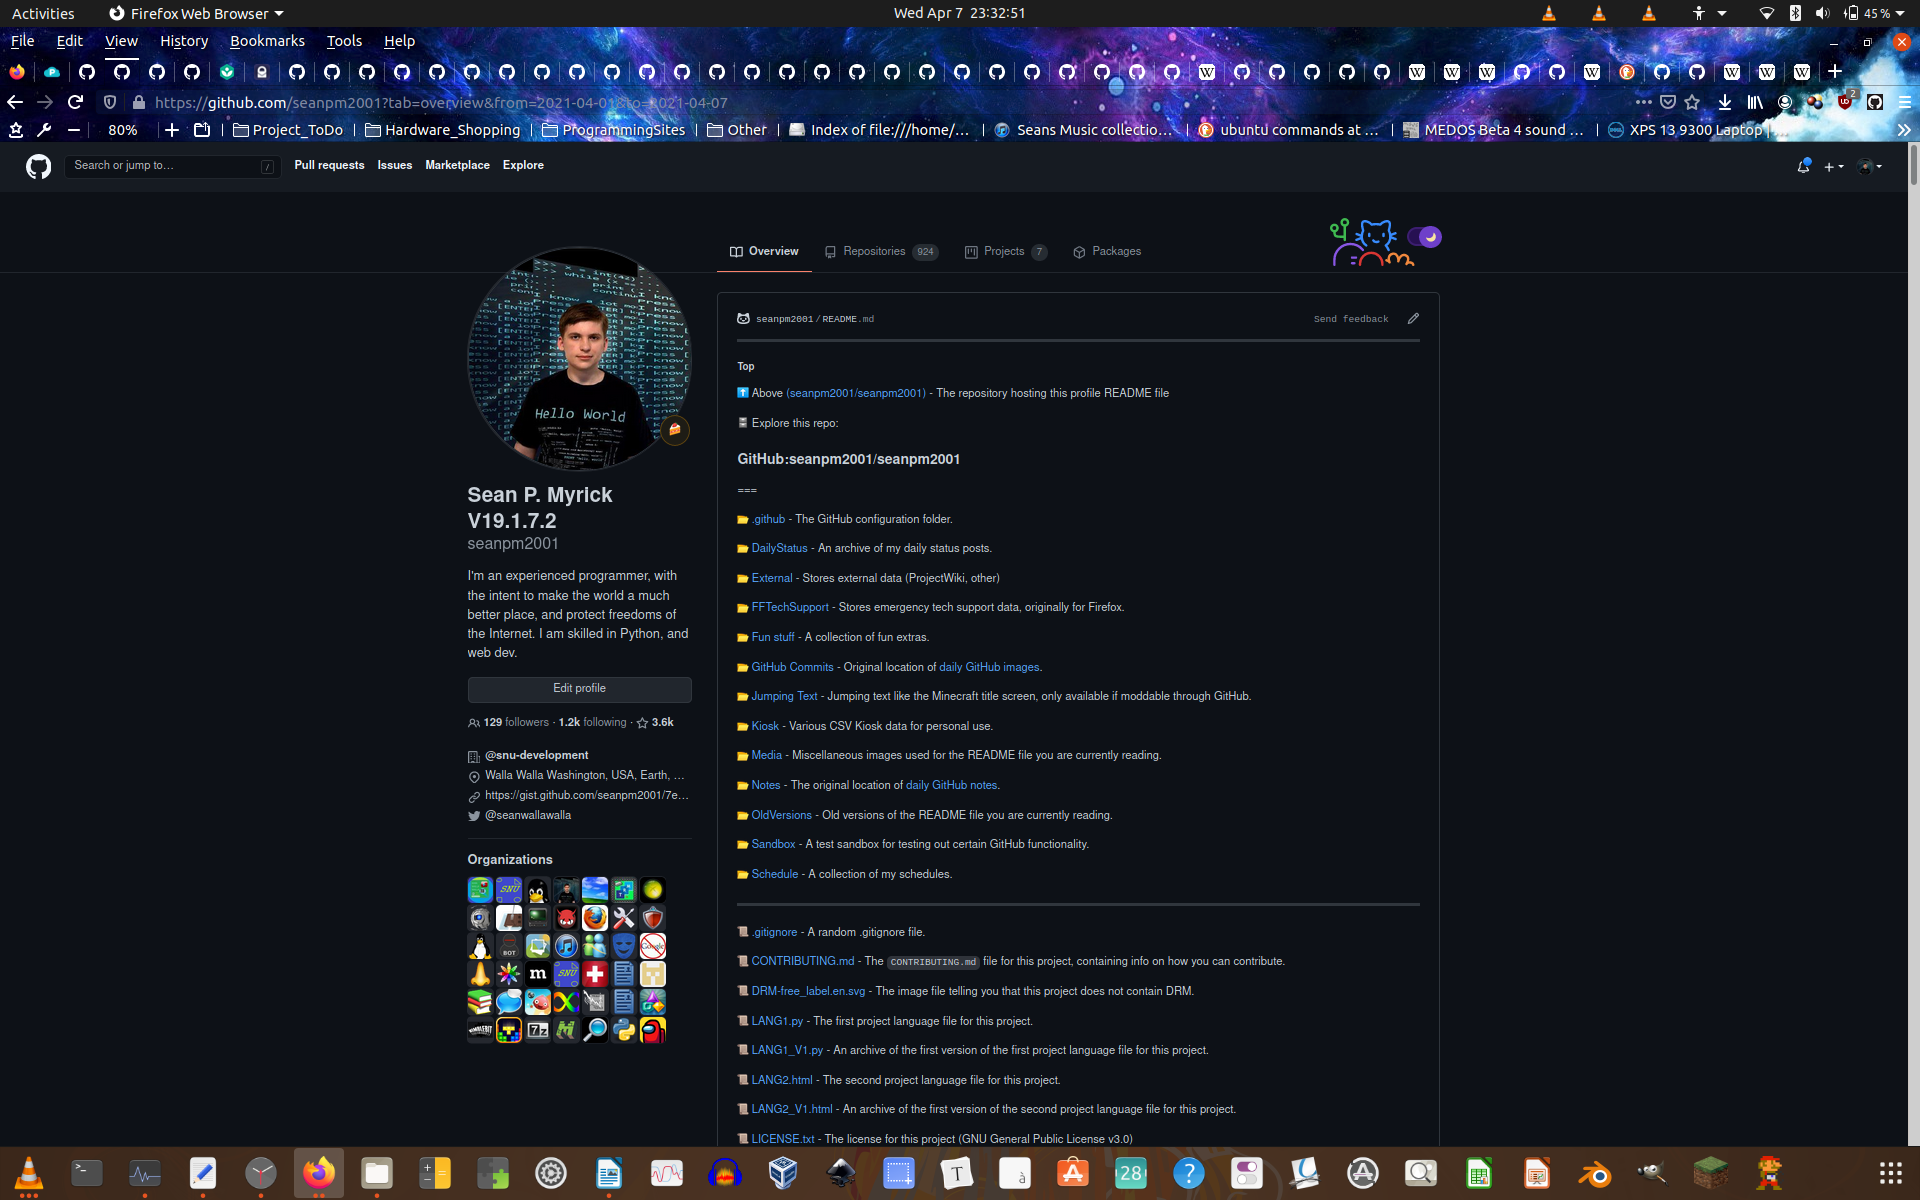 Activities
Firefox Web Browser
Wed Apr 7 23:32:51
45 %
File Edit View History Bookmarks Tools Help
https://github.com/seanpm2001?tab=overview&from=2021-04-01&to=2021-04-07
2
80%
Project_ToDo
Hardware_Shopping
ProgrammingSites
Other
Index of file:///home/…
Seans Music collectio…
ubuntu commands at …
MEDOS Beta 4 sound …
XPS 13 9300 Laptop | …
Search or jump to…
/
Pull requests Issues Marketplace Explore
Overview
Repositories 924
Projects 7
Packages
Hello World
Sean P. Myrick
V19.1.7.2
seanpm2001
I'm an experienced programmer, with
the intent to make the world a much
better place, and protect freedoms of
the Internet. I am skilled in Python, and
web dev.
Edit profile
129 followers · 1.2k following · 3.6k
@snu-development
Walla Walla Washington, USA, Earth, …
https://gist.github.com/seanpm2001/7e…
@seanwallawalla
Organizations
seanpm2001/README.md
Send feedback
Top
Above (seanpm2001/seanpm2001) - The repository hosting this profile README file
Explore this repo:
GitHub:seanpm2001/seanpm2001
===
.github - The GitHub configuration folder.
DailyStatus - An archive of my daily status posts.
External - Stores external data (ProjectWiki, other)
FFTechSupport - Stores emergency tech support data, originally for Firefox.
Fun stuff - A collection of fun extras.
GitHub Commits - Original location of daily GitHub images.
Jumping Text - Jumping text like the Minecraft title screen, only available if moddable through GitHub.
Kiosk - Various CSV Kiosk data for personal use.
Media - Miscellaneous images used for the README file you are currently reading.
Notes - The original location of daily GitHub notes.
OldVersions - Old versions of the README file you are currently reading.
Sandbox - A test sandbox for testing out certain GitHub functionality.
Schedule - A collection of my schedules.
.gitignore - A random .gitignore file.
CONTRIBUTING.md - The CONTRIBUTING.md file for this project, containing info on how you can contribute.
DRM-free_label.en.svg - The image file telling you that this project does not contain DRM.
LANG1.py - The first project language file for this project.
LANG1_V1.py - An archive of the first version of the first project language file for this project.
LANG2.html - The second project language file for this project.
LANG2_V1.html - An archive of the first version of the second project language file for this project.
LICENSE.txt - The license for this project (GNU General Public License v3.0)